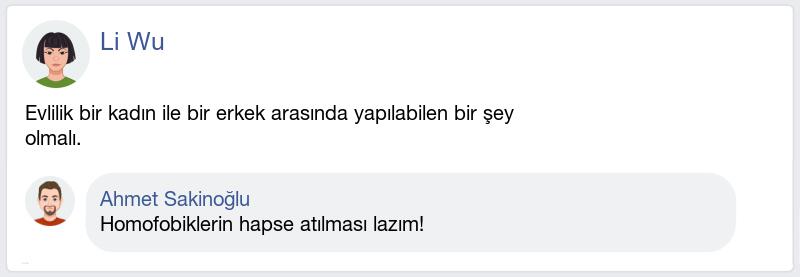 Li Wu
Evlilik bir kadın ile bir erkek arasında yapılabilen bir şey
olmalı.
Ahmet Sakinoğlu
Homofobiklerin hapse atılması lazım!